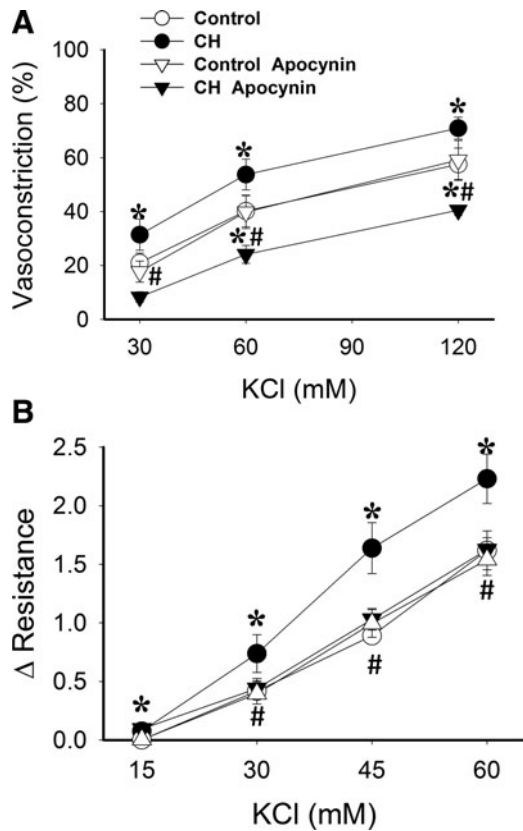 A
Control
CH
Control Apocynin
CH Apocynin
Vasoconstriction (%)
100
80
60
40
20
0
* * *
*# *#
#
30 60 90 120
KCl (mM)
B
Δ Resistance
2.5
2.0
1.5
1.0
0.5
0.0
* * * *
# # #
15 30 45 60
KCl (mM)